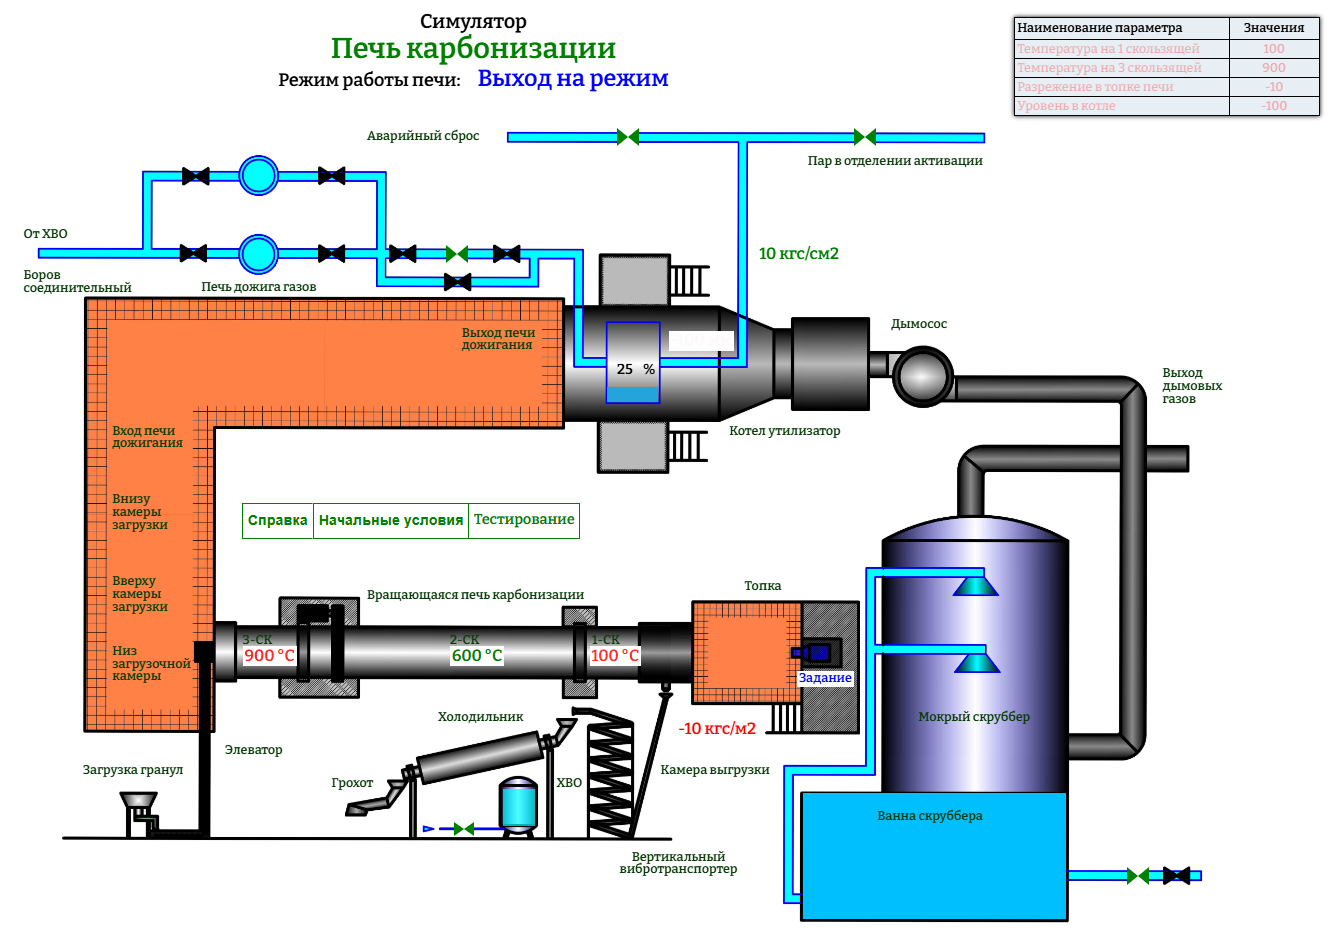 Симулятор
Печь карбонизации
Режим работы печи: Выход на режим
Наименование параметра Значения
Температура на 1 скользящей 100
Температура на 3 скользящей 900
Разрежение в топке печи -10
Уровень в котле -100
Аварийный сброс
Пар в отделении активации
От ХВО
Боров
соединительный
Печь дожига газов
10 кгс/см2
Выход печи
дожигания
25 %
Дымосос
Выход
дымовых
газов
Котел утилизатор
Вход печи
дожигания
Внизу
камеры
загрузки
Справка Начальные условия Тестирование
Вверху
камеры
загрузки
Вращающаяся печь карбонизации
Топка
3-СК
900 °C
2-СК
600 °C
1-СК
100 °C
Низ
загрузочной
камеры
Задание
-10 кгс/м2
Мокрый скруббер
Холодильник
Элеватор
Загрузка гранул
Грохот
ХВО
Камера выгрузки
Ванна скруббера
Вертикальный
вибротранспортер